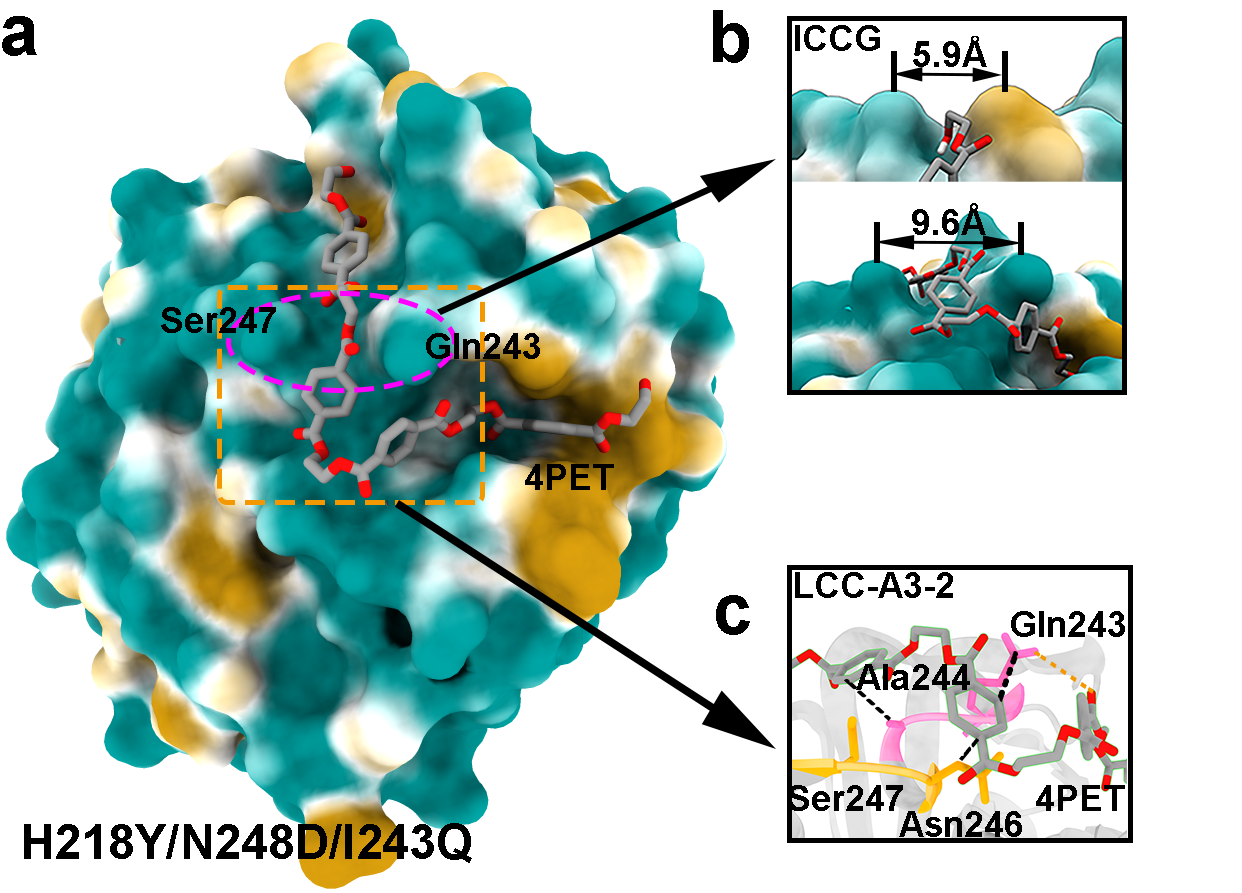 a
Ser247
Gln243
4PET
H218Y/N248D/I243Q
b
ICCG
5.9Å
9.6Å
c
LCC-A3-2
Gln243
Ala244
Ser247
4PET
Asn246